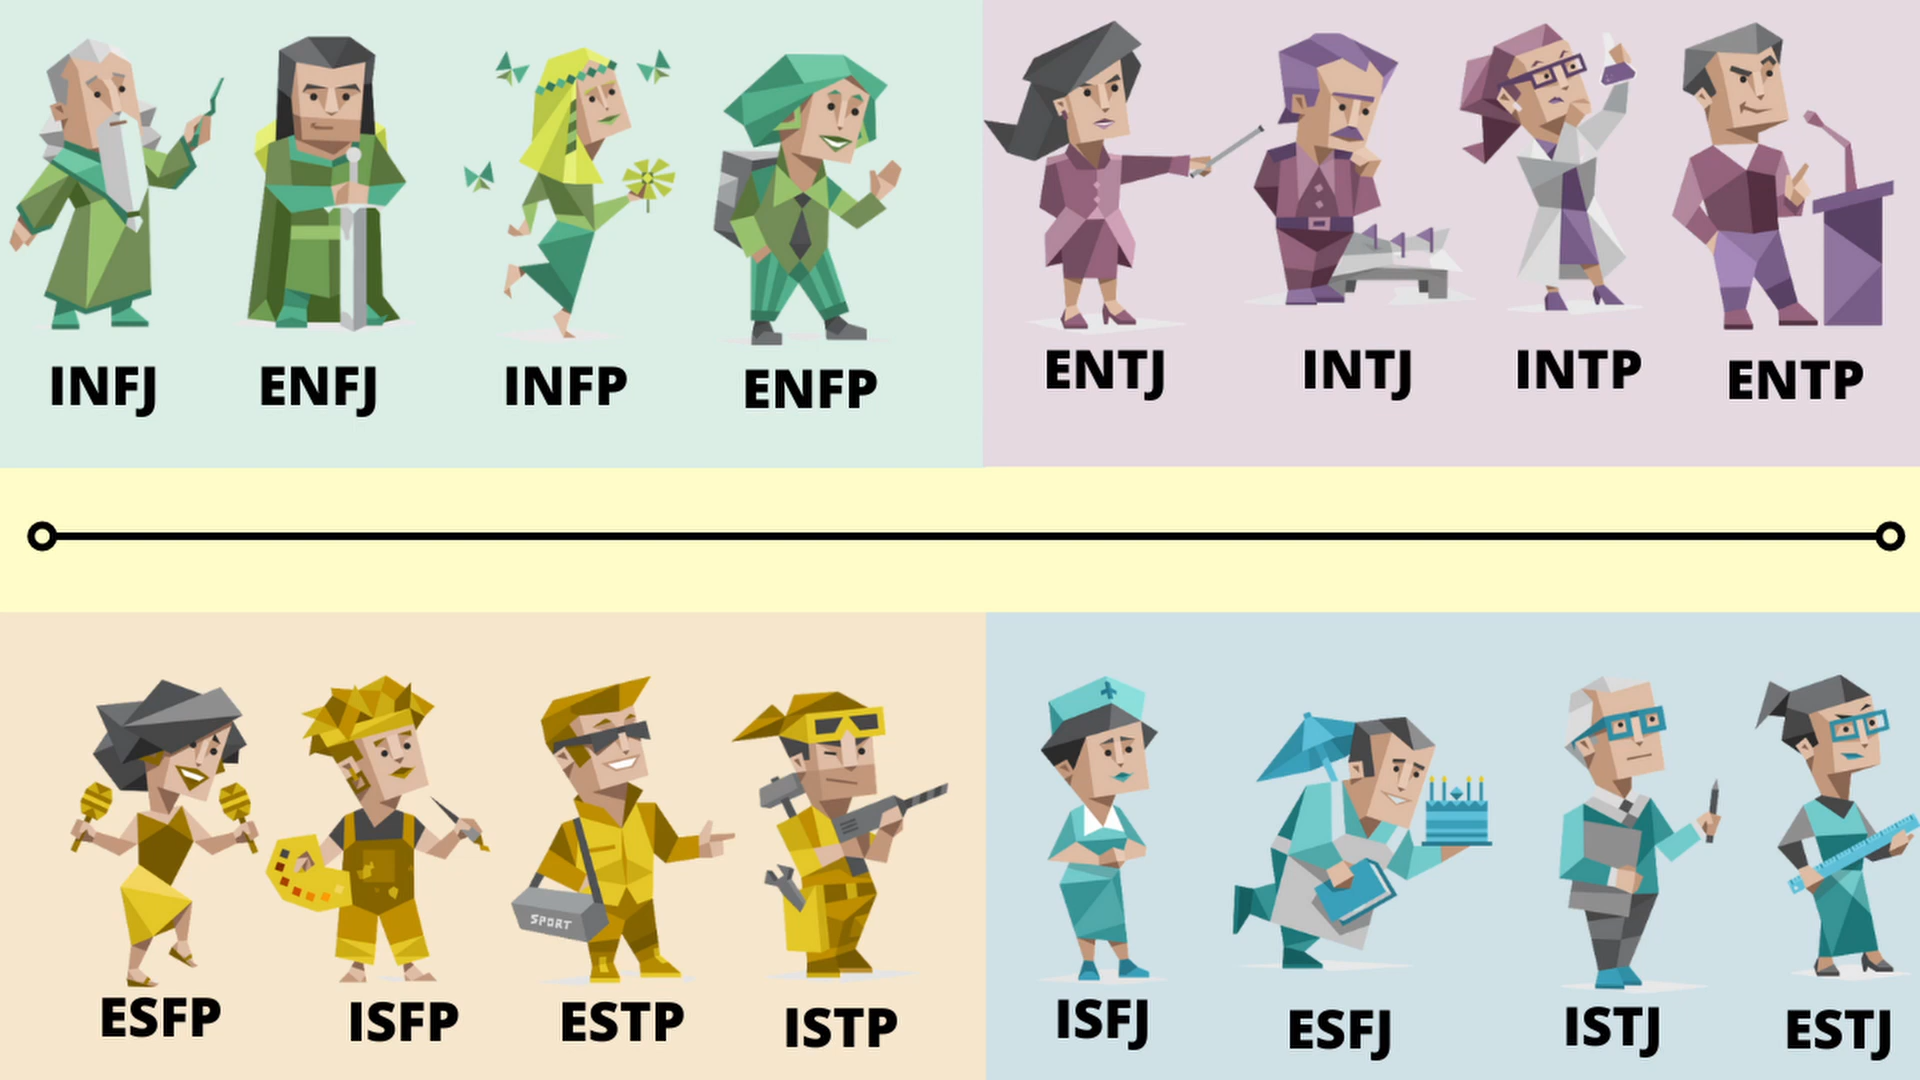 INFJ
ENFJ
INFP
ENFP
ENTJ
INTJ
INTP
ENTP
SPORT
ESFP
ISFP
ESTP
ISTP
ISFJ
ESFJ
ISTJ
ESTJ